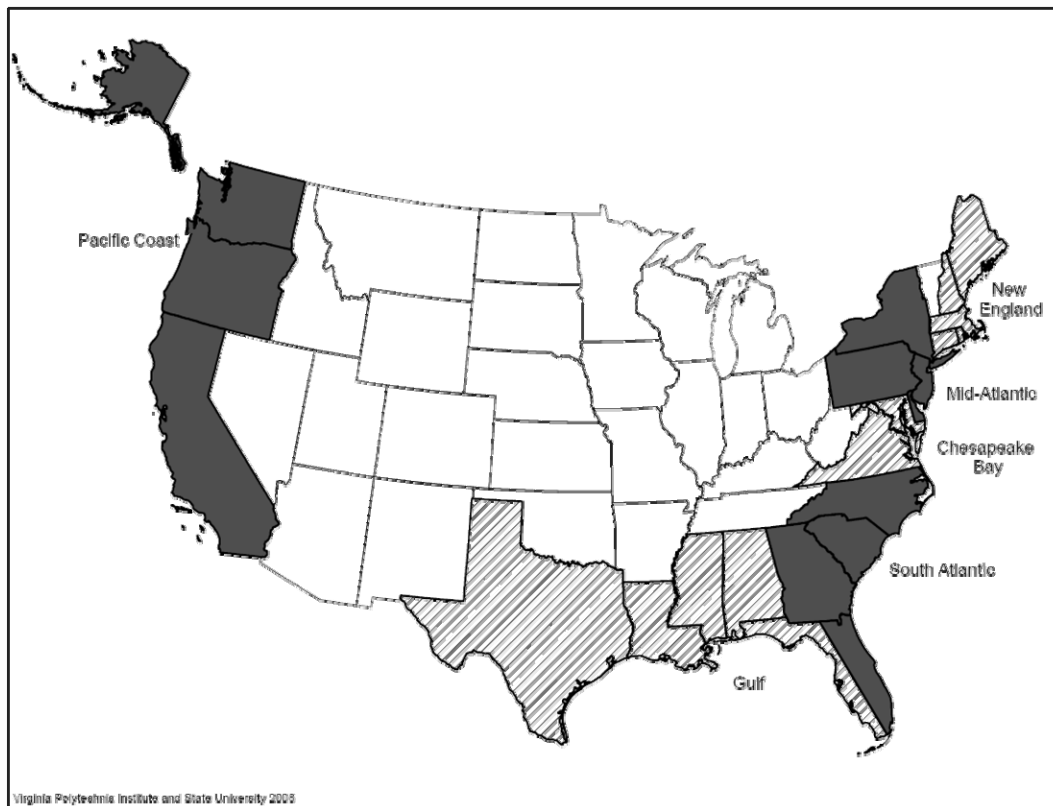 Pacific Coast
New
England
Mid-Atlantic
Chesapeake
Bay
South Atlantic
Gulf
Virginia Polytechnic Institute and State University 2006